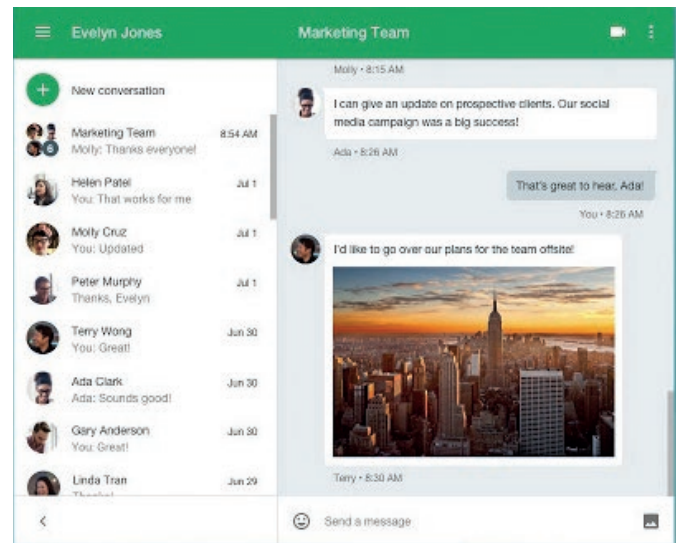 Evelyn Jones
New conversation
Marketing Team 8:54 AM
6 Molly: Thanks everyone!
Helen Patel Jul 1
You: That works for me
Molly Cruz Jul 1
You: Updated
Peter Murphy Jul 1
Thanks, Evelyn
Terry Wong Jun 30
You: Great!
Ada Clark Jun 30
Ada: Sounds good!
Gary Anderson Jun 30
You: Great!
Linda Tran Jun 29
Marketing Team
Molly • 8:15 AM
I can give an update on prospective clients. Our social
media campaign was a big success!
Ada • 8:26 AM
That's great to hear, Ada!
You • 8:26 AM
I'd like to go over our plans for the team offsite!
Terry • 8:30 AM
Send a message